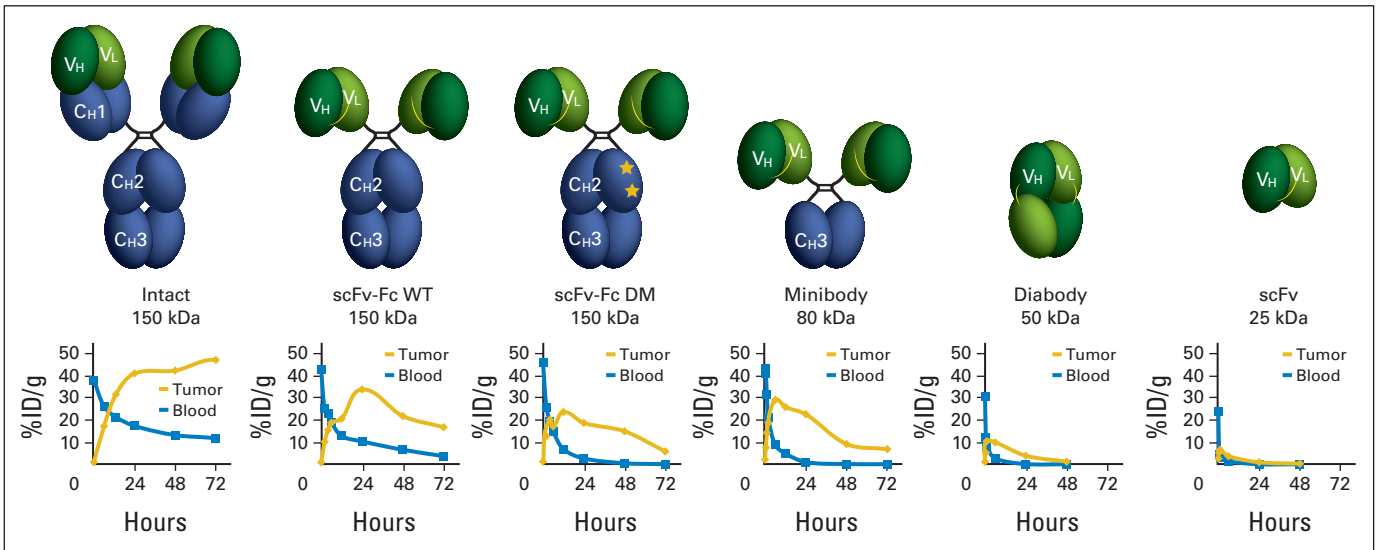 VH VL
CH1
CH2
CH3
Intact
150 kDa
VH VL
CH2
CH3
scFv-Fc WT
150 kDa
VH VL
CH2
CH3
scFv-Fc DM
150 kDa
VH VL
CH3
Minibody
80 kDa
VH VL
Diabody
50 kDa
VH VL
scFv
25 kDa
%ID/g
50
40
30
20
10
Tumor
Blood
0 24 48 72
Hours
%ID/g
50
40
30
20
10
Tumor
Blood
0 24 48 72
Hours
%ID/g
50
40
30
20
10
Tumor
Blood
0 24 48 72
Hours
%ID/g
50
40
30
20
10
Tumor
Blood
0 24 48 72
Hours
%ID/g
50
40
30
20
10
Tumor
Blood
0 24 48 72
Hours
%ID/g
50
40
30
20
10
Tumor
Blood
0 24 48 72
Hours